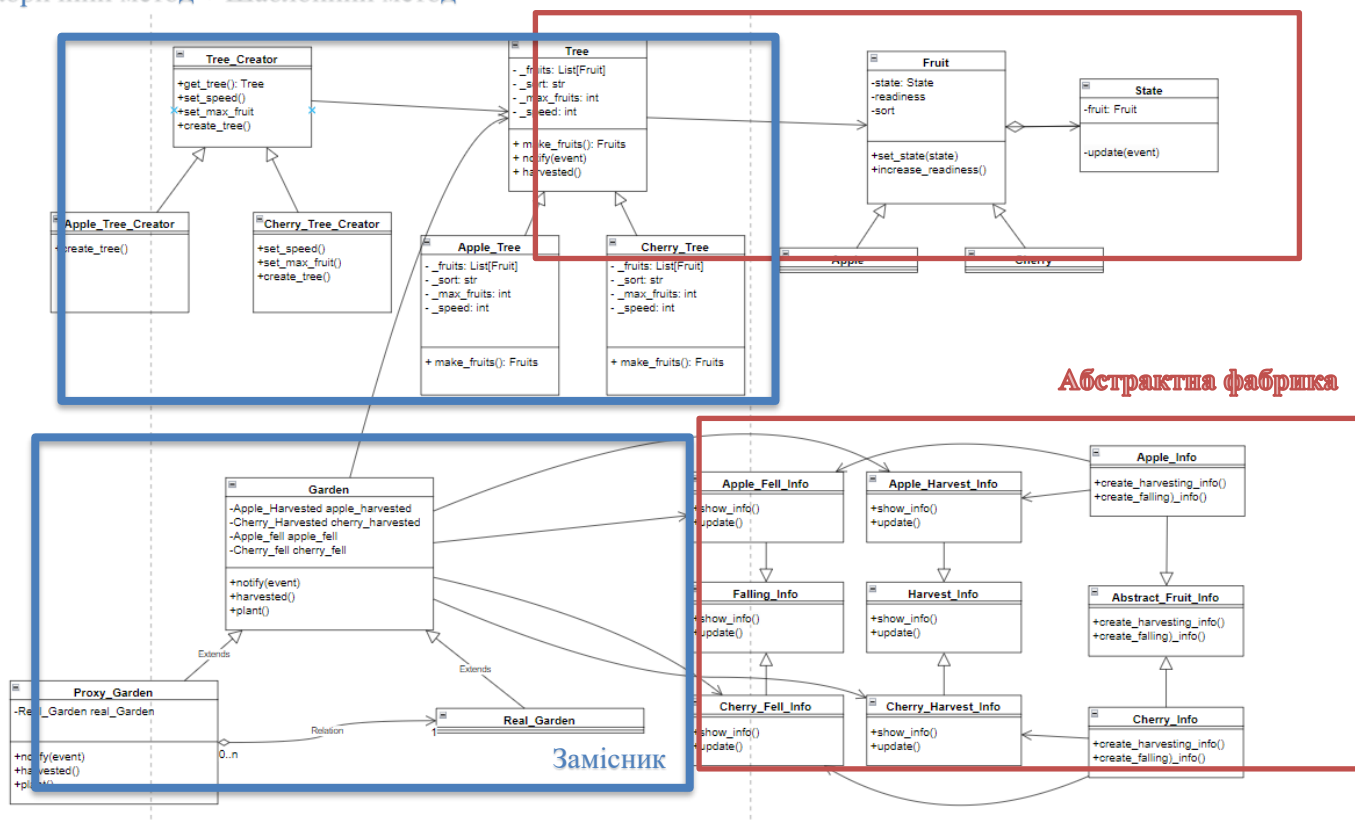 Tree_Creator
+get_tree(): Tree
+set_speed()
+set_max_fruit
+create_tree()
Tree
- _fruits: List[Fruit]
- _sort: str
- _max_fruits: int
- _speed: int
+ make_fruits(): Fruits
+ notify(event)
+ harvested()
Fruit
-state: State
-readiness
-sort
+set_state(state)
+increase_readiness()
State
-fruit: Fruit
-update(event)
Apple_Tree_Creator
+create_tree()
Cherry_Tree_Creator
+set_speed()
+set_max_fruit()
+create_tree()
Apple_Tree
- _fruits: List[Fruit]
- _sort: str
- _max_fruits: int
- _speed: int
+ make_fruits(): Fruits
Cherry_Tree
- _fruits: List[Fruit]
- _sort: str
- _max_fruits: int
- _speed: int
+ make_fruits(): Fruits
Apple
Cherry
Абстрактна фабрика
Garden
-Apple_Harvested apple_harvested
-Cherry_Harvested cherry_harvested
-Apple_fell apple_fell
-Cherry_fell cherry_fell
+notify(event)
+harvested()
+plant()
Apple_Fell_Info
+show_info()
+update()
Apple_Harvest_Info
+show_info()
+update()
Apple_Info
+create_harvesting_info()
+create_falling)_info()
Falling_Info
+show_info()
+update()
Harvest_Info
+show_info()
+update()
Abstract_Fruit_Info
+create_harvesting_info()
+create_falling)_info()
Extends
Extends
Proxy_Garden
-Real_Garden real_Garden
+notify(event)
+harvested()
+plant()
Relation
0..n
1
Real_Garden
Замісник
Cherry_Fell_Info
+show_info()
+update()
Cherry_Harvest_Info
+show_info()
+update()
Cherry_Info
+create_harvesting_info()
+create_falling)_info()